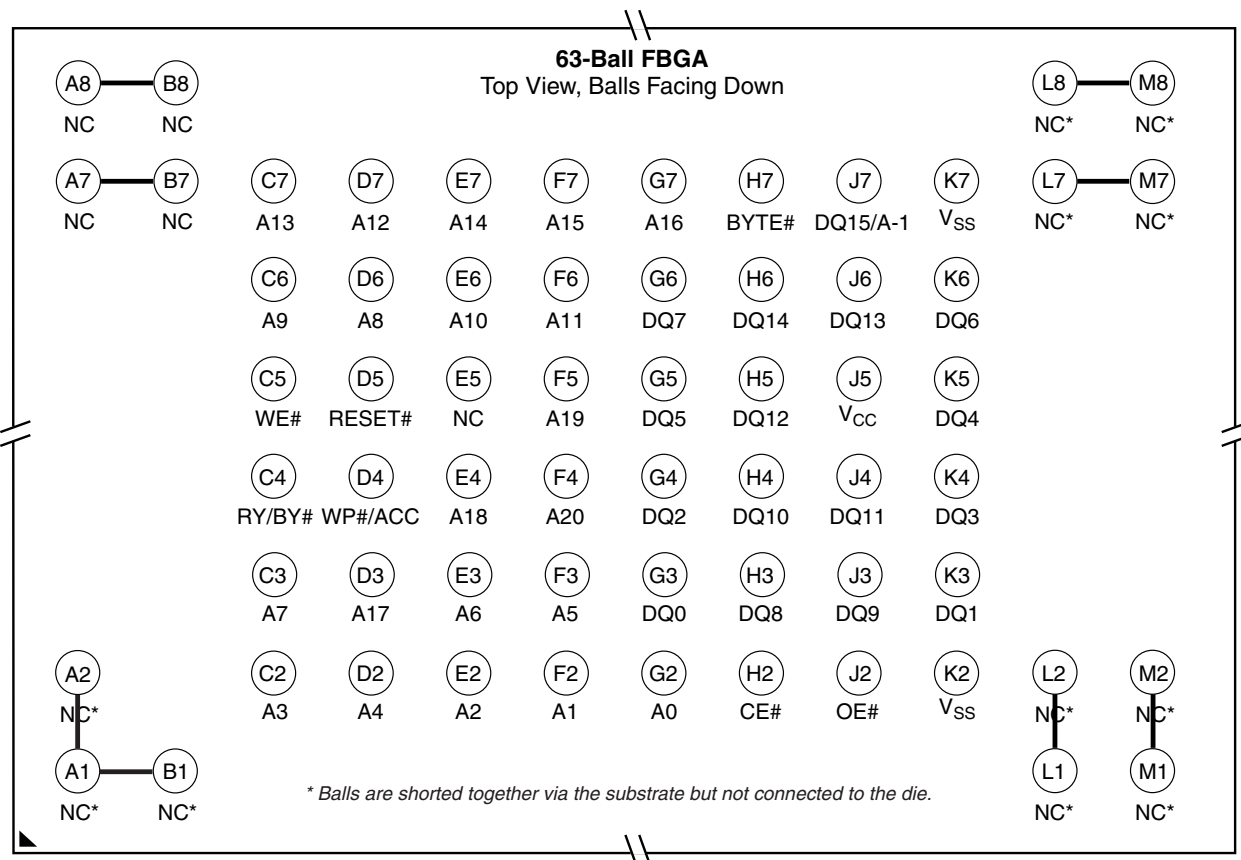 63-Ball FBGA
Top View, Balls Facing Down
A8 B8 L8 M8
NC NC NC* NC*
A7 B7 C7 D7 E7 F7 G7 H7 J7 K7 L7 M7
NC NC A13 A12 A14 A15 A16 BYTE# DQ15/A-1 VSS NC* NC*
C6 D6 E6 F6 G6 H6 J6 K6
A9 A8 A10 A11 DQ7 DQ14 DQ13 DQ6
C5 D5 E5 F5 G5 H5 J5 K5
WE# RESET# NC A19 DQ5 DQ12 VCC DQ4
C4 D4 E4 F4 G4 H4 J4 K4
RY/BY# WP#/ACC A18 A20 DQ2 DQ10 DQ11 DQ3
C3 D3 E3 F3 G3 H3 J3 K3
A7 A17 A6 A5 DQ0 DQ8 DQ9 DQ1
A2 C2 D2 E2 F2 G2 H2 J2 K2 L2 M2
NC* A3 A4 A2 A1 A0 CE# OE# VSS NC* NC*
A1 B1 L1 M1
NC* NC* NC* NC*
* Balls are shorted together via the substrate but not connected to the die.